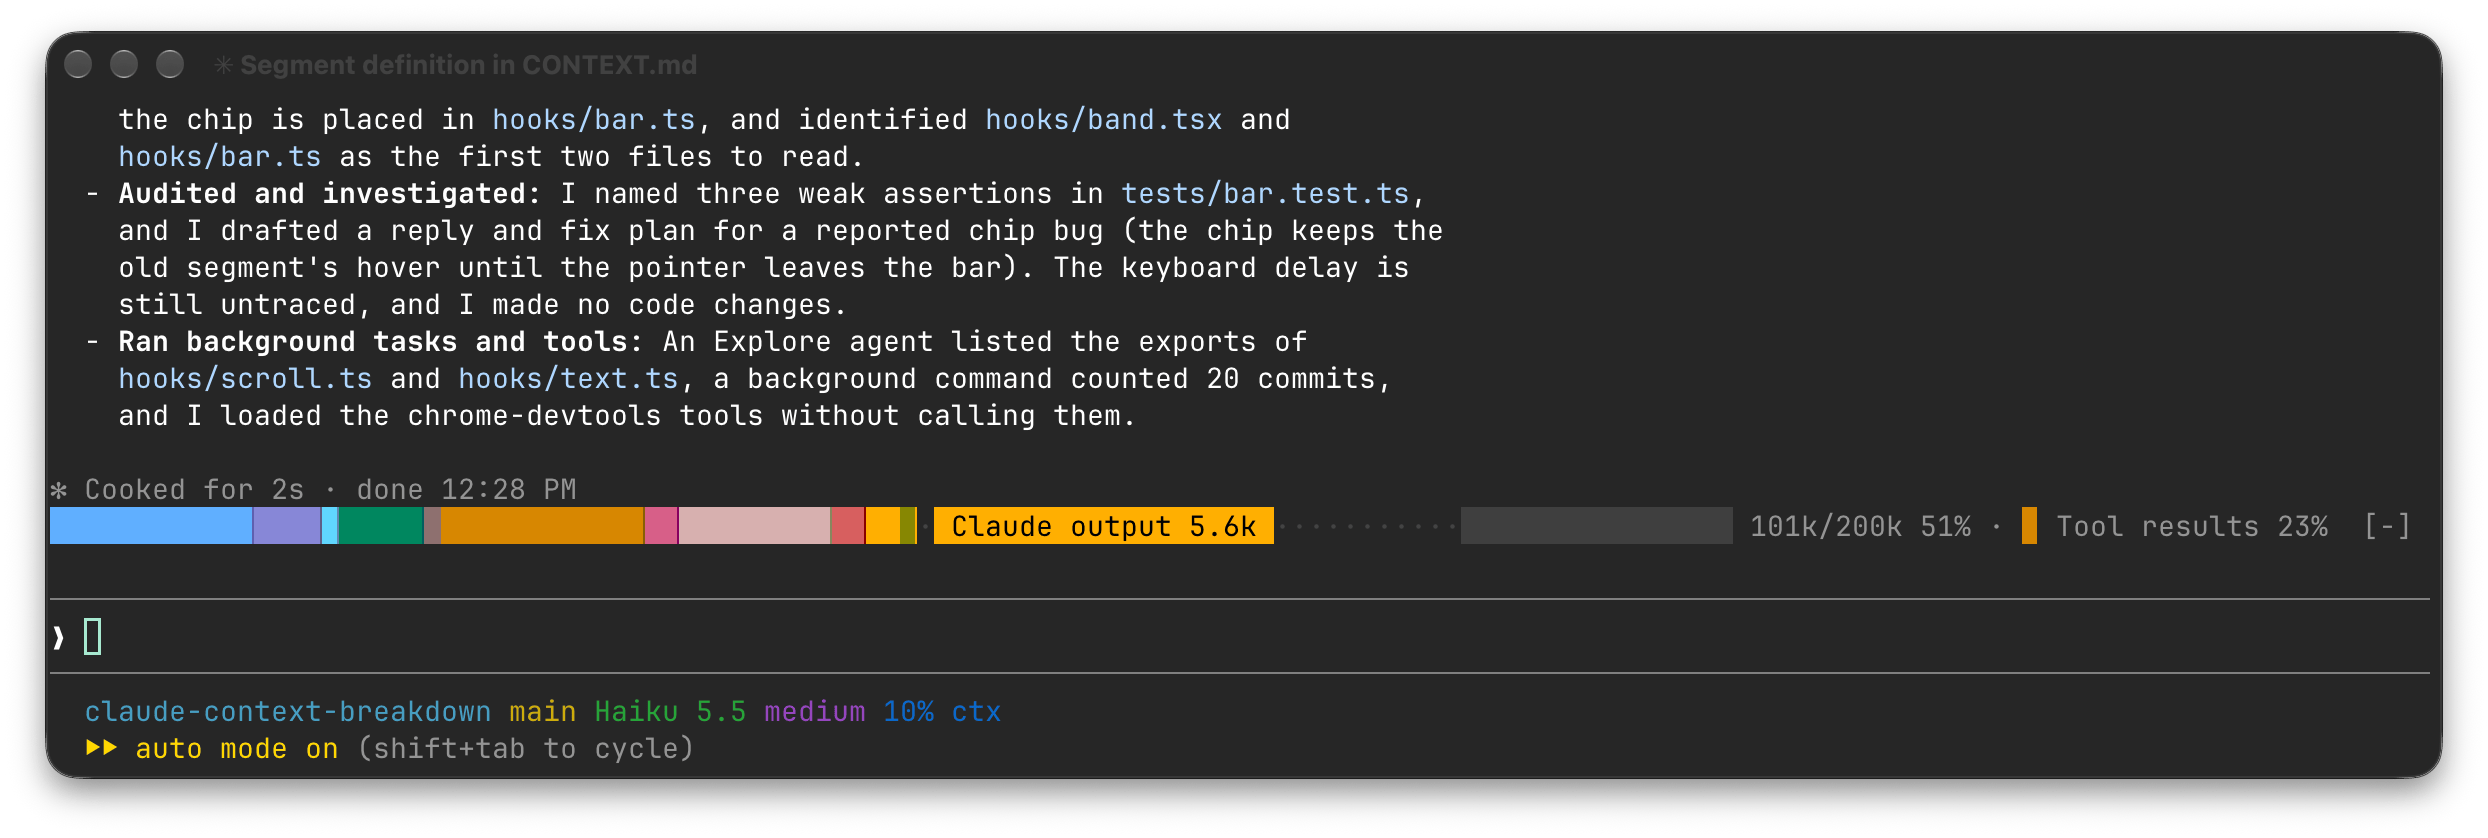 ✳ Segment definition in CONTEXT.md
the chip is placed in hooks/bar.ts, and identified hooks/band.tsx and
hooks/bar.ts as the first two files to read.
- Audited and investigated: I named three weak assertions in tests/bar.test.ts,
and I drafted a reply and fix plan for a reported chip bug (the chip keeps the
old segment's hover until the pointer leaves the bar). The keyboard delay is
still untraced, and I made no code changes.
- Ran background tasks and tools: An Explore agent listed the exports of
hooks/scroll.ts and hooks/text.ts, a background command counted 20 commits,
and I loaded the chrome-devtools tools without calling them.
✻ Cooked for 2s · done 12:28 PM
Claude output 5.6k 101k/200k 51% · Tool results 23% [-]
❯
claude-context-breakdown main Haiku 5.5 medium 10% ctx
⏵⏵ auto mode on (shift+tab to cycle)